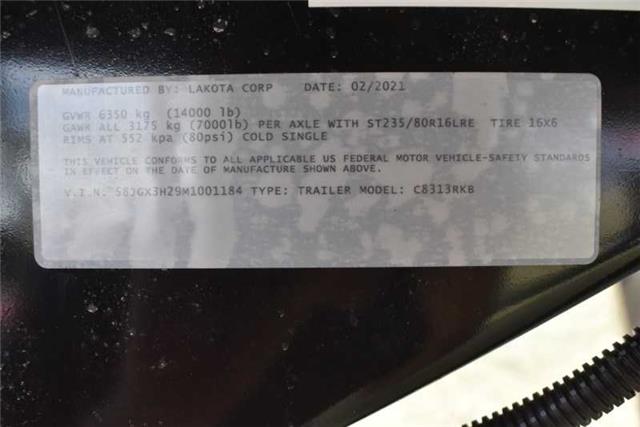 MANUFACTURED BY: LAKOTA CORP DATE: 02/2021
GVWR 6350 kg (14000 lb)
GAWR ALL 3175 kg (7000lb) PER AXLE WITH ST235/80R16LRE TIRE 16X6
RIMS AT 552 kpa (80psi) COLD SINGLE
THIS VEHICLE CONFORMS TO ALL APPLICABLE US FEDERAL MOTOR VEHICLE-SAFETY STANDARDS
IN EFFECT ON THE DATE OF MANUFACTURE SHOWN ABOVE.
V.I.N. 58JGX3H29M1001184 TYPE: TRAILER MODEL: C8313RKB